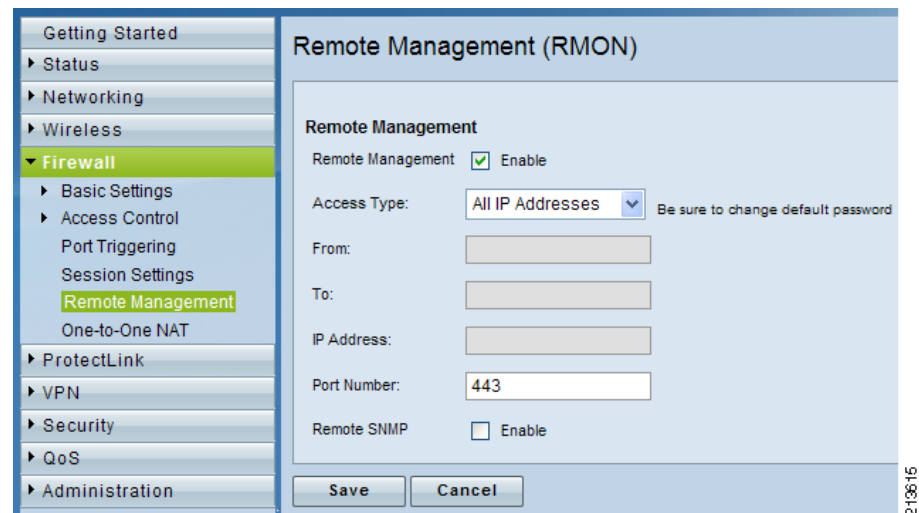 Getting Started
Status
Networking
Wireless
Firewall
Basic Settings
Access Control
Port Triggering
Session Settings
Remote Management
One-to-One NAT
ProtectLink
VPN
Security
QoS
Administration
Remote Management (RMON)
Remote Management
Remote Management Enable
Access Type: All IP Addresses Be sure to change default password
From:
To:
IP Address:
Port Number: 443
Remote SNMP Enable
Save Cancel
213615